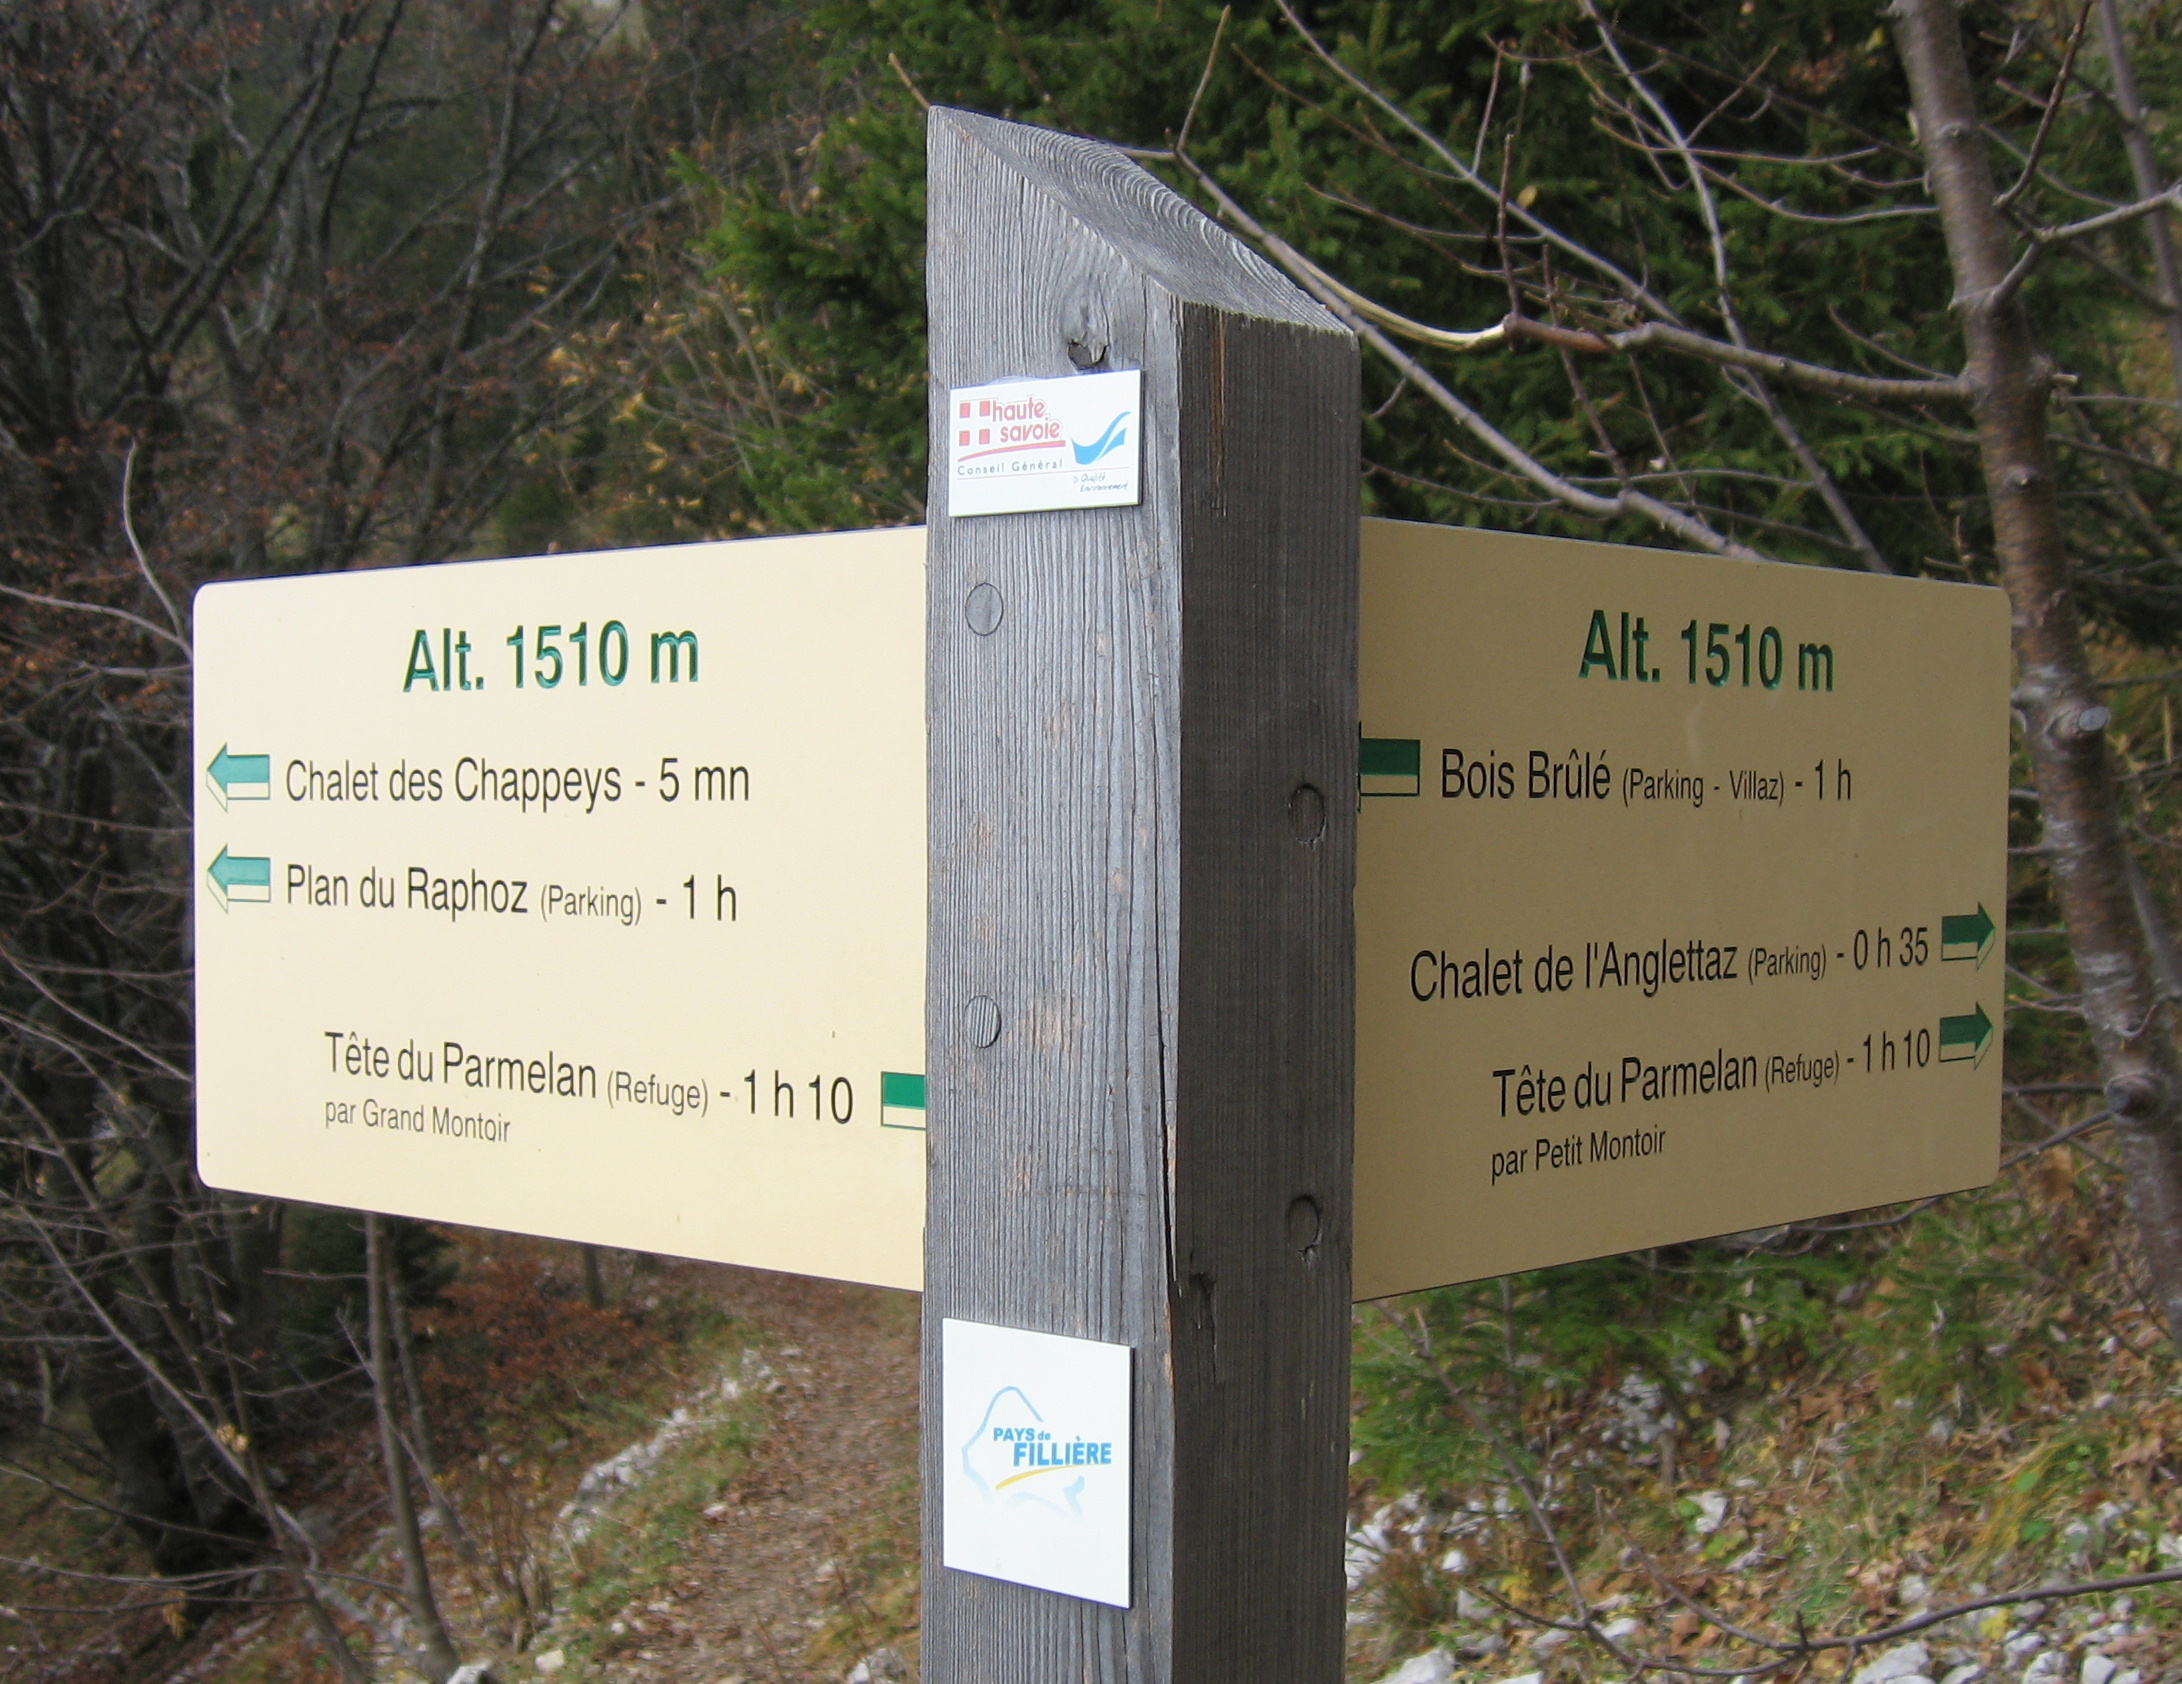 haute
savoie
Conseil Général
Qualité
Environnement
Alt. 1510 m
Chalet des Chappeys - 5 mn
Plan du Raphoz (Parking) - 1 h
Tête du Parmelan (Refuge) - 1 h 10
par Grand Montoir
Alt. 1510 m
Bois Brûlé (Parking - Villaz) - 1 h
Chalet de l'Anglettaz (Parking) - 0 h 35
Tête du Parmelan (Refuge) - 1 h 10
par Petit Montoir
PAYS de
FILLIÈRE